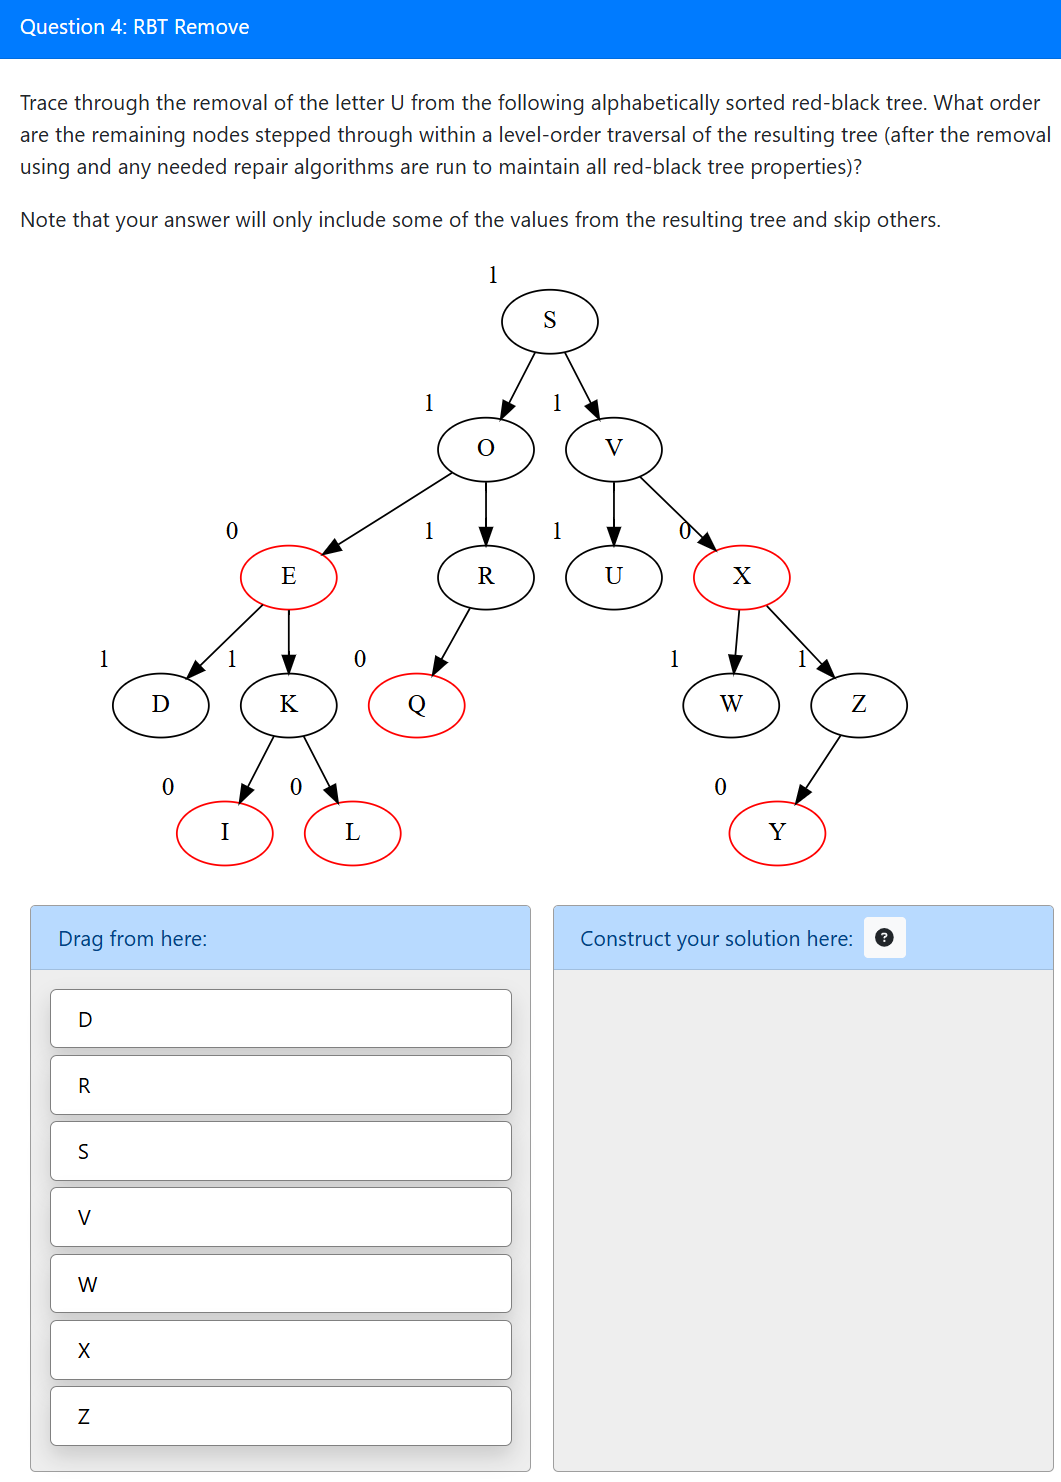 Question 4: RBT Remove
Trace through the removal of the letter U from the following alphabetically sorted red-black tree. What order
are the remaining nodes stepped through within a level-order traversal of the resulting tree (after the removal
using and any needed repair algorithms are run to maintain all red-black tree properties)?
Note that your answer will only include some of the values from the resulting tree and skip others.
1
S
1 1
O V
0 1 1 0
E R U X
1 1 0 1 1
D K Q W Z
0 0 0
I L Y
Drag from here:
Construct your solution here: ?
D
R
S
V
W
X
Z